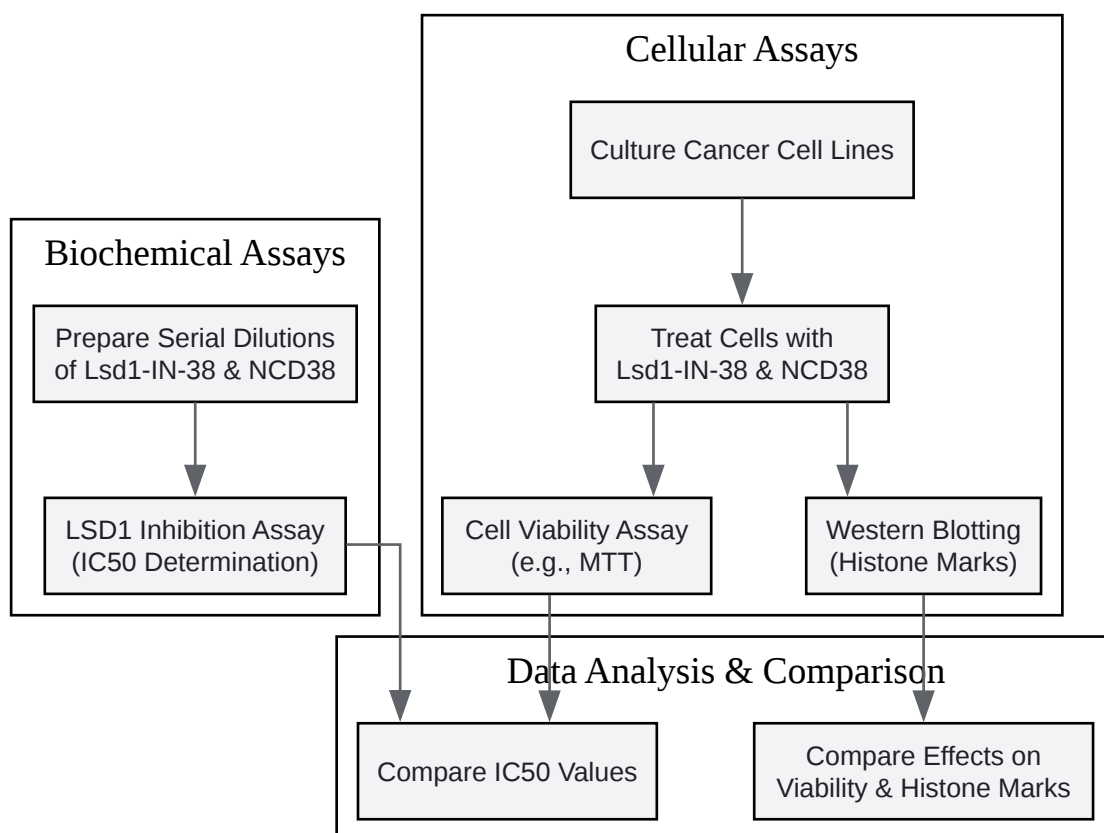 Cellular Assays
Culture Cancer Cell Lines
Biochemical Assays
Prepare Serial Dilutions
of Lsd1-IN-38 & NCD38
Treat Cells with
Lsd1-IN-38 & NCD38
LSD1 Inhibition Assay
(IC50 Determination)
Cell Viability Assay
(e.g., MTT)
Western Blotting
(Histone Marks)
Data Analysis & Comparison
Compare IC50 Values
Compare Effects on
Viability & Histone Marks